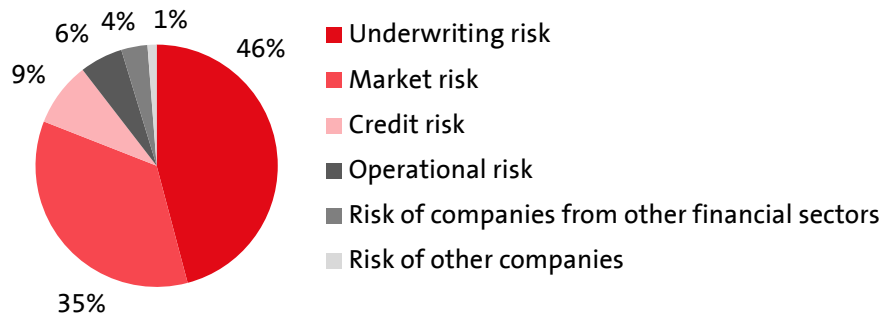 4% 1%
6%
46%
9%
35%
Underwriting risk
Market risk
Credit risk
Operational risk
Risk of companies from other financial sectors
Risk of other companies